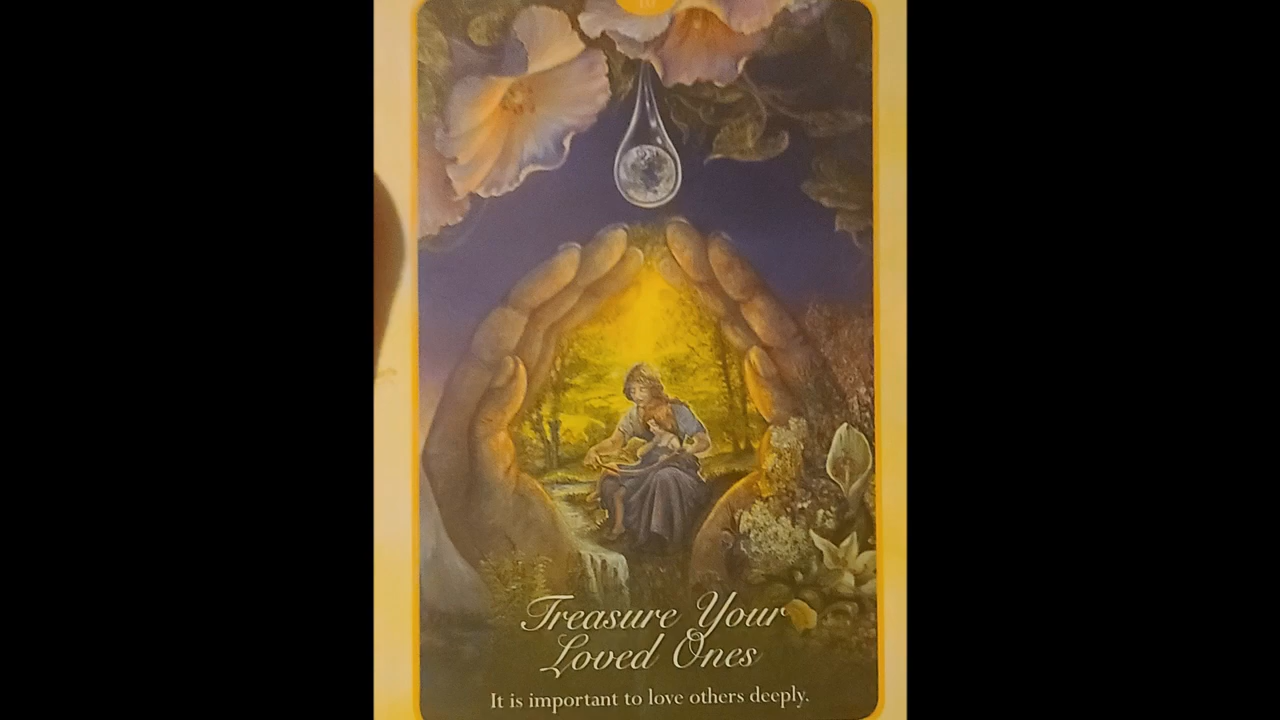 Treasure Your
Loved Ones
It is important to love others deeply.